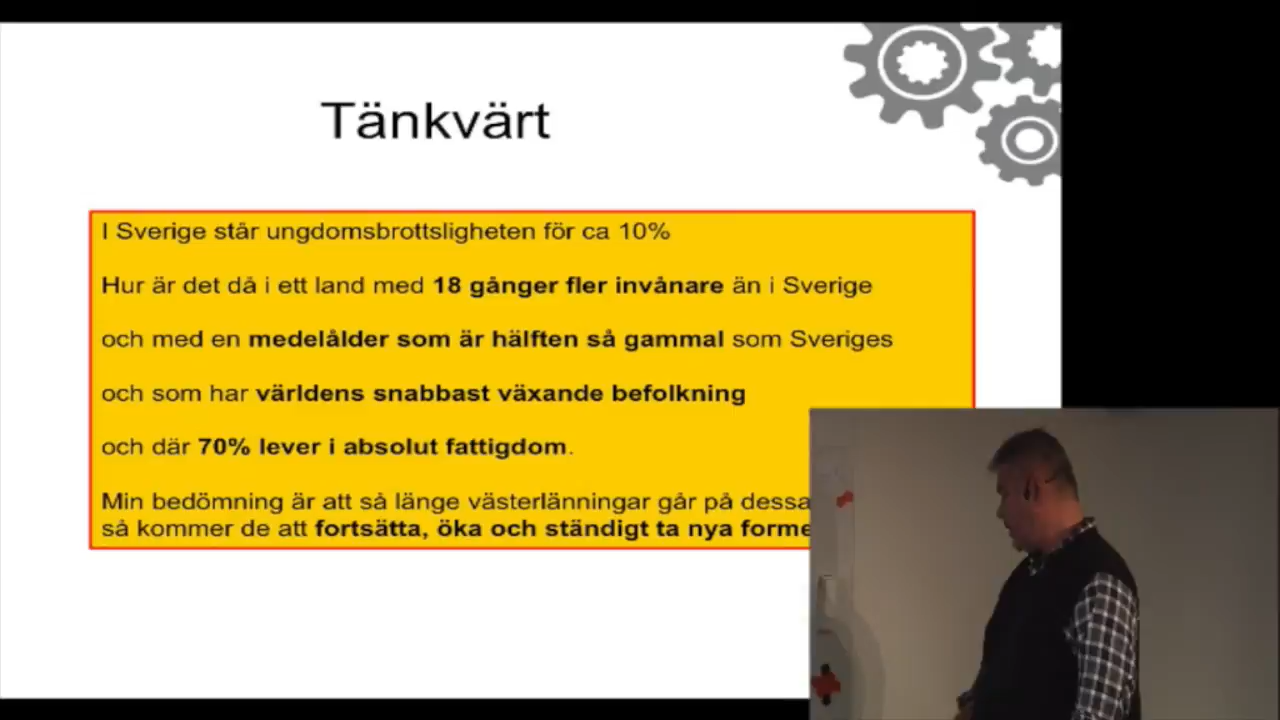 Tänkvärt
I Sverige står ungdomsbrottsligheten för ca 10%
Hur är det då i ett land med 18 gånger fler invånare än i Sverige
och med en medelålder som är hälften så gammal som Sveriges
och som har världens snabbast växande befolkning
och där 70% lever i absolut fattigdom.
Min bedömning är att så länge västerlänningar går på dessa
så kommer de att fortsätta, öka och ständigt ta nya